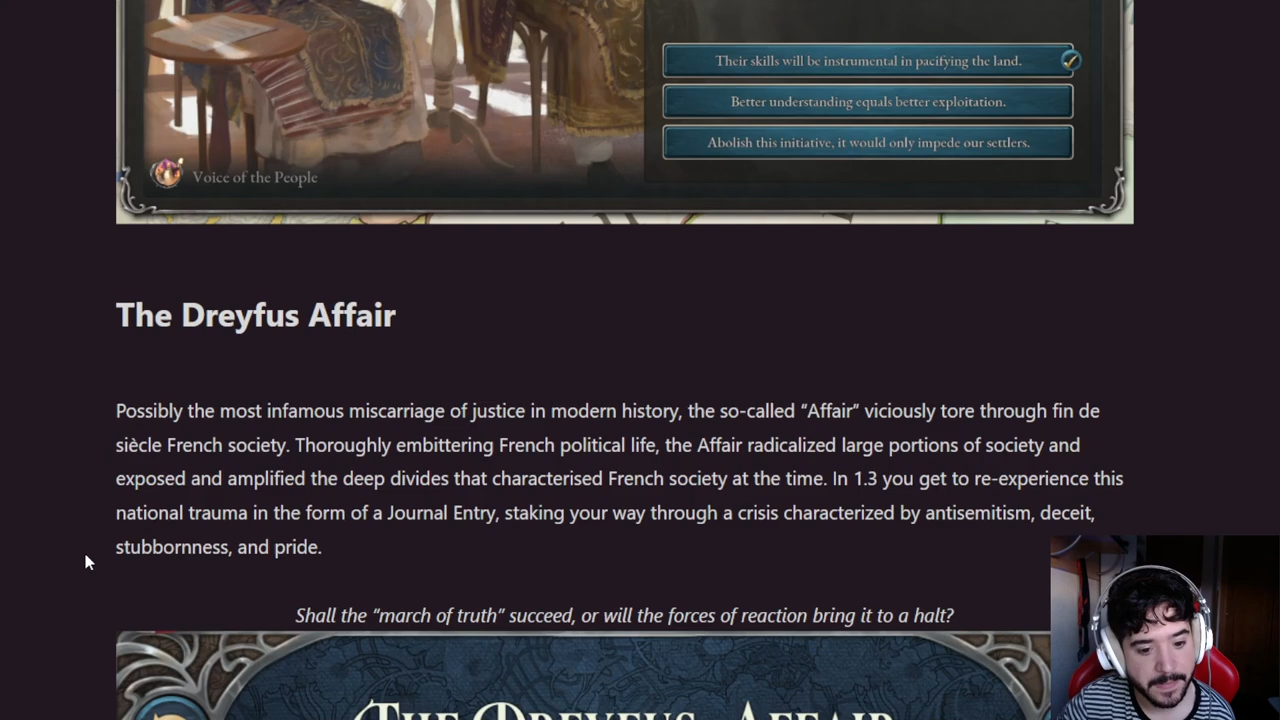 Their skills will be instrumental in pacifying the land.
Better understanding equals better exploitation.
Abolish this initiative, it would only impede our settlers.
Voice of the People
The Dreyfus Affair
Possibly the most infamous miscarriage of justice in modern history, the so-called “Affair” viciously tore through fin de
siècle French society. Thoroughly embittering French political life, the Affair radicalized large portions of society and
exposed and amplified the deep divides that characterised French society at the time. In 1.3 you get to re-experience this
national trauma in the form of a Journal Entry, staking your way through a crisis characterized by antisemitism, deceit,
stubbornness, and pride.
Shall the “march of truth” succeed, or will the forces of reaction bring it to a halt?
The Dreyfus Affair